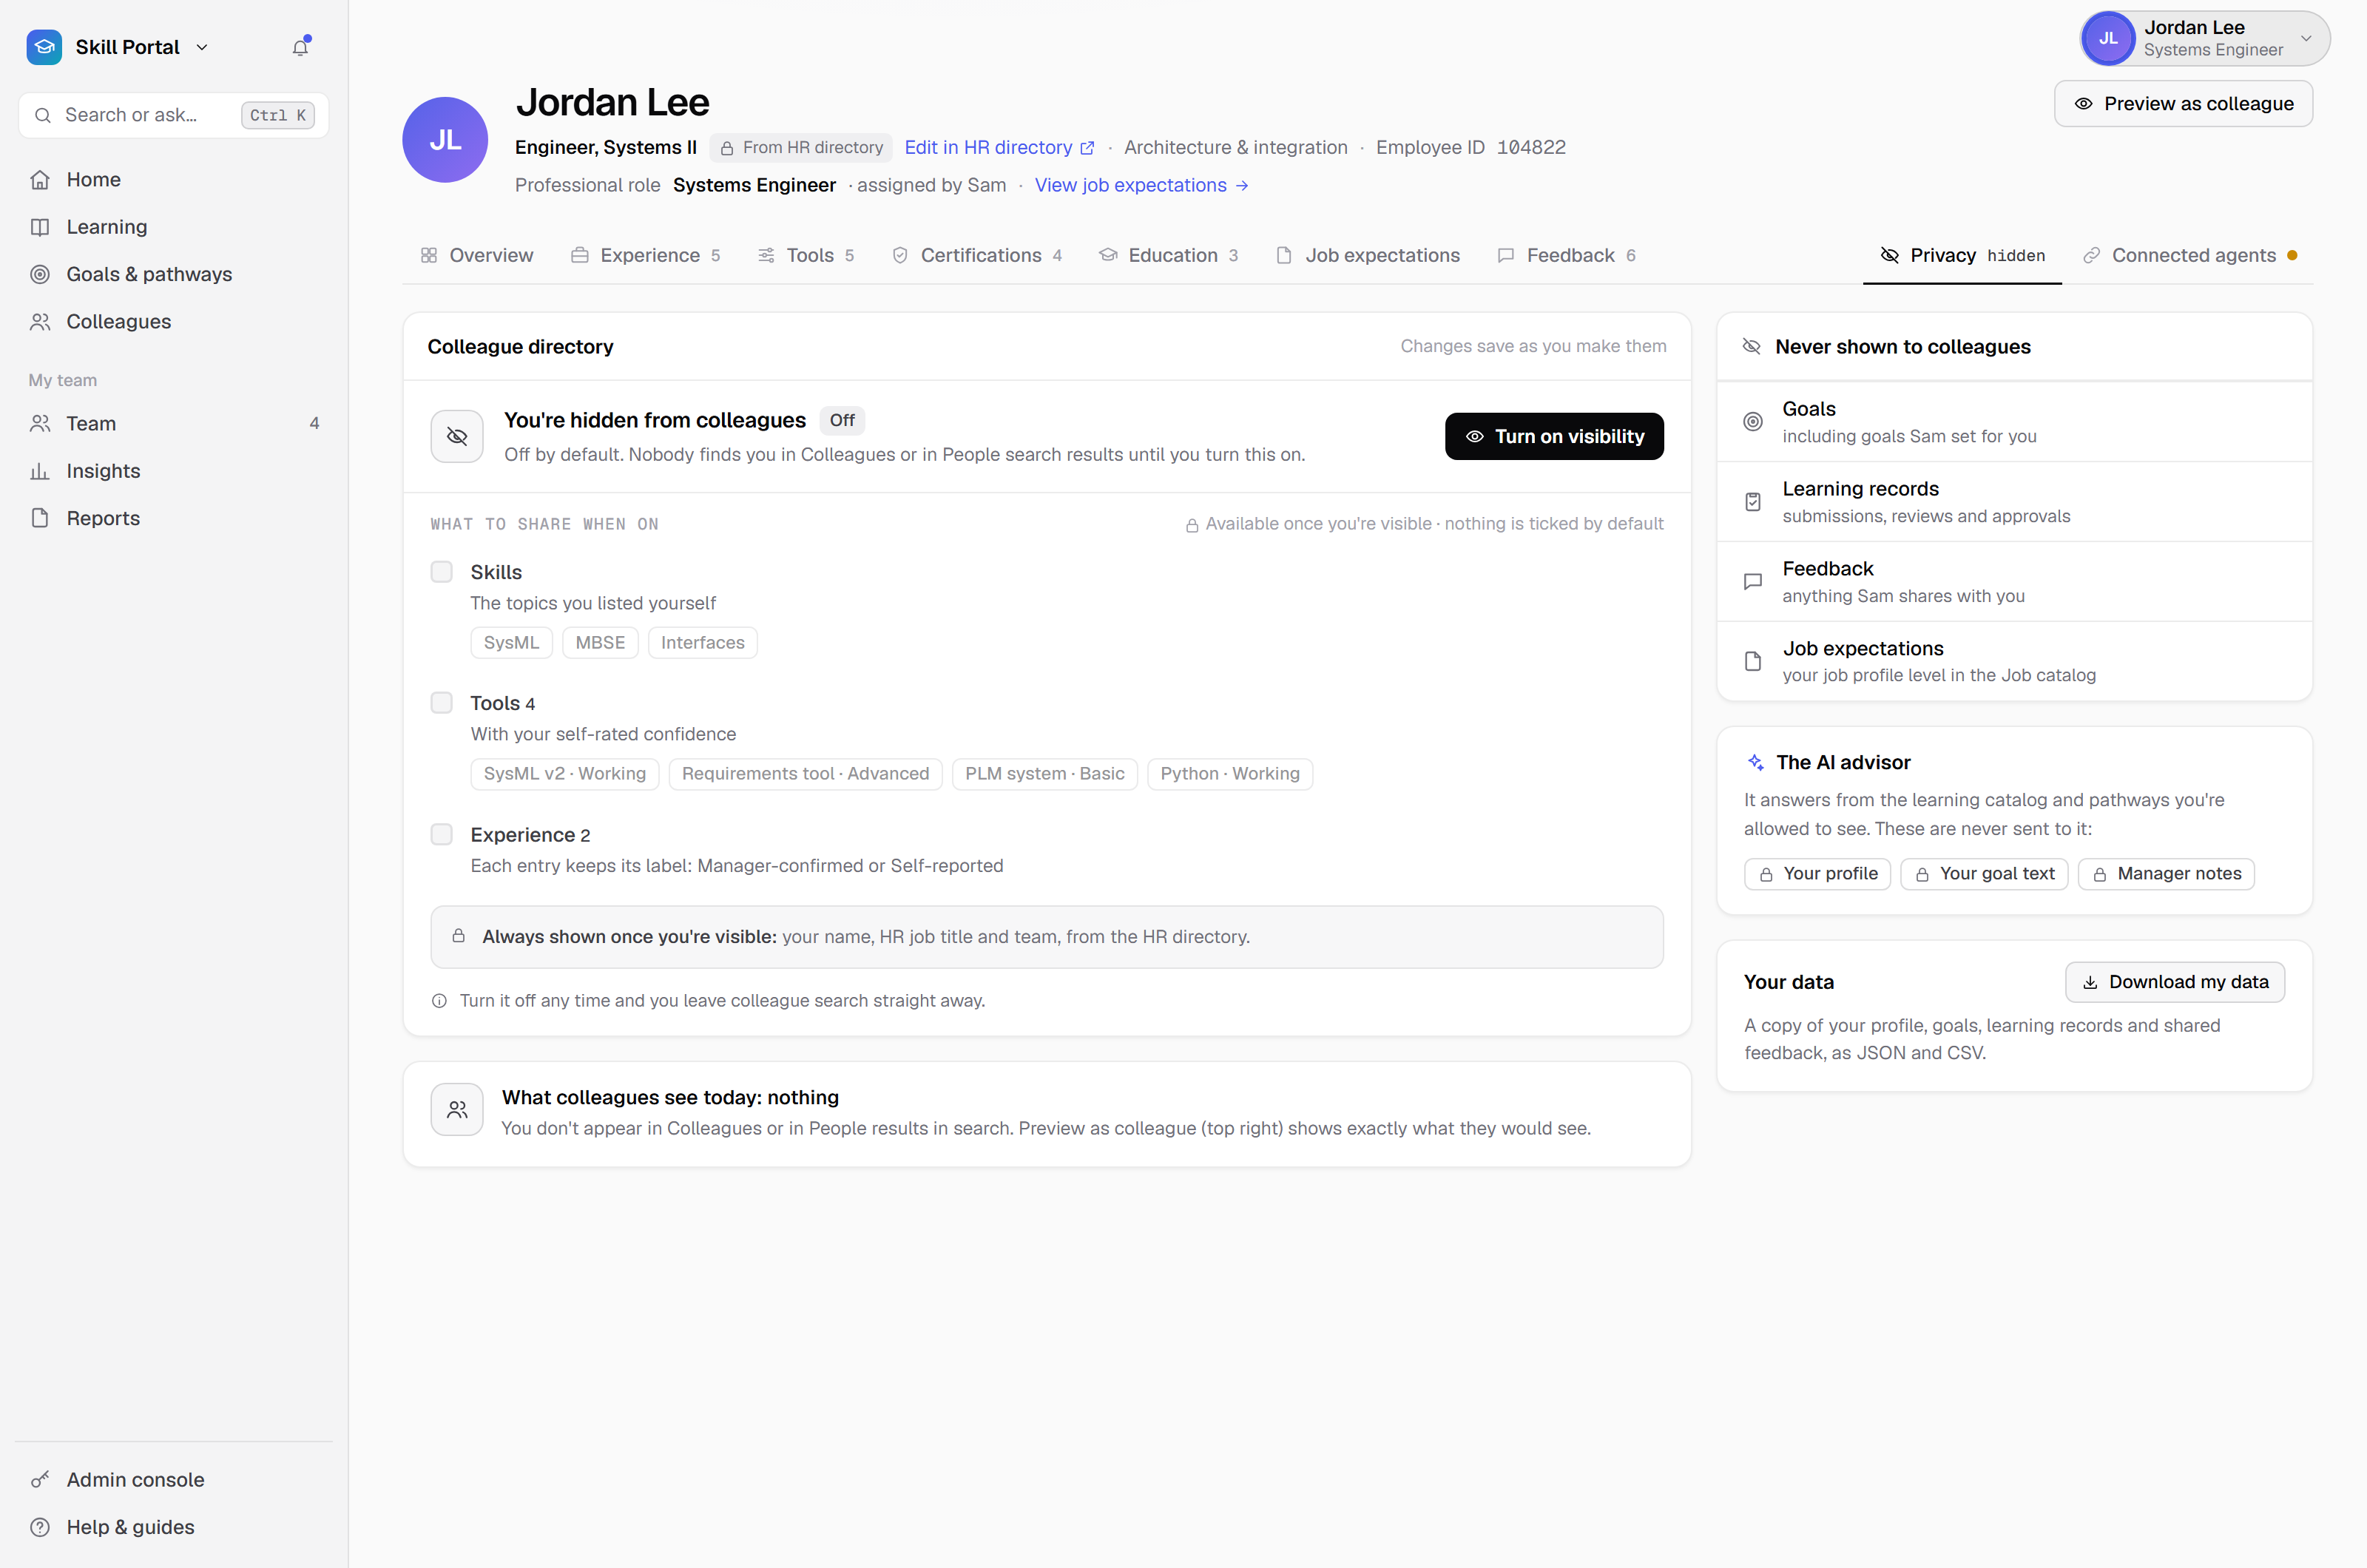 Skill Portal
Search or ask...
Ctrl K
Home
Learning
Goals & pathways
Colleagues
My team
Team 4
Insights
Reports
Admin console
Help & guides
JL
Jordan Lee
Systems Engineer
JL
Jordan Lee
Preview as colleague
Engineer, Systems II From HR directory Edit in HR directory · Architecture & integration · Employee ID 104822
Professional role Systems Engineer · assigned by Sam · View job expectations →
Overview Experience 5 Tools 5 Certifications 4 Education 3 Job expectations Feedback 6 Privacy hidden Connected agents
Colleague directory
Changes save as you make them
You're hidden from colleagues Off
Off by default. Nobody finds you in Colleagues or in People search results until you turn this on.
Turn on visibility
WHAT TO SHARE WHEN ON
Available once you're visible · nothing is ticked by default
Skills
The topics you listed yourself
SysML MBSE Interfaces
Tools 4
With your self-rated confidence
SysML v2 · Working Requirements tool · Advanced PLM system · Basic Python · Working
Experience 2
Each entry keeps its label: Manager-confirmed or Self-reported
Always shown once you're visible: your name, HR job title and team, from the HR directory.
Turn it off any time and you leave colleague search straight away.
What colleagues see today: nothing
You don't appear in Colleagues or in People results in search. Preview as colleague (top right) shows exactly what they would see.
Never shown to colleagues
Goals
including goals Sam set for you
Learning records
submissions, reviews and approvals
Feedback
anything Sam shares with you
Job expectations
your job profile level in the Job catalog
The AI advisor
It answers from the learning catalog and pathways you're
allowed to see. These are never sent to it:
Your profile Your goal text Manager notes
Your data
Download my data
A copy of your profile, goals, learning records and shared
feedback, as JSON and CSV.